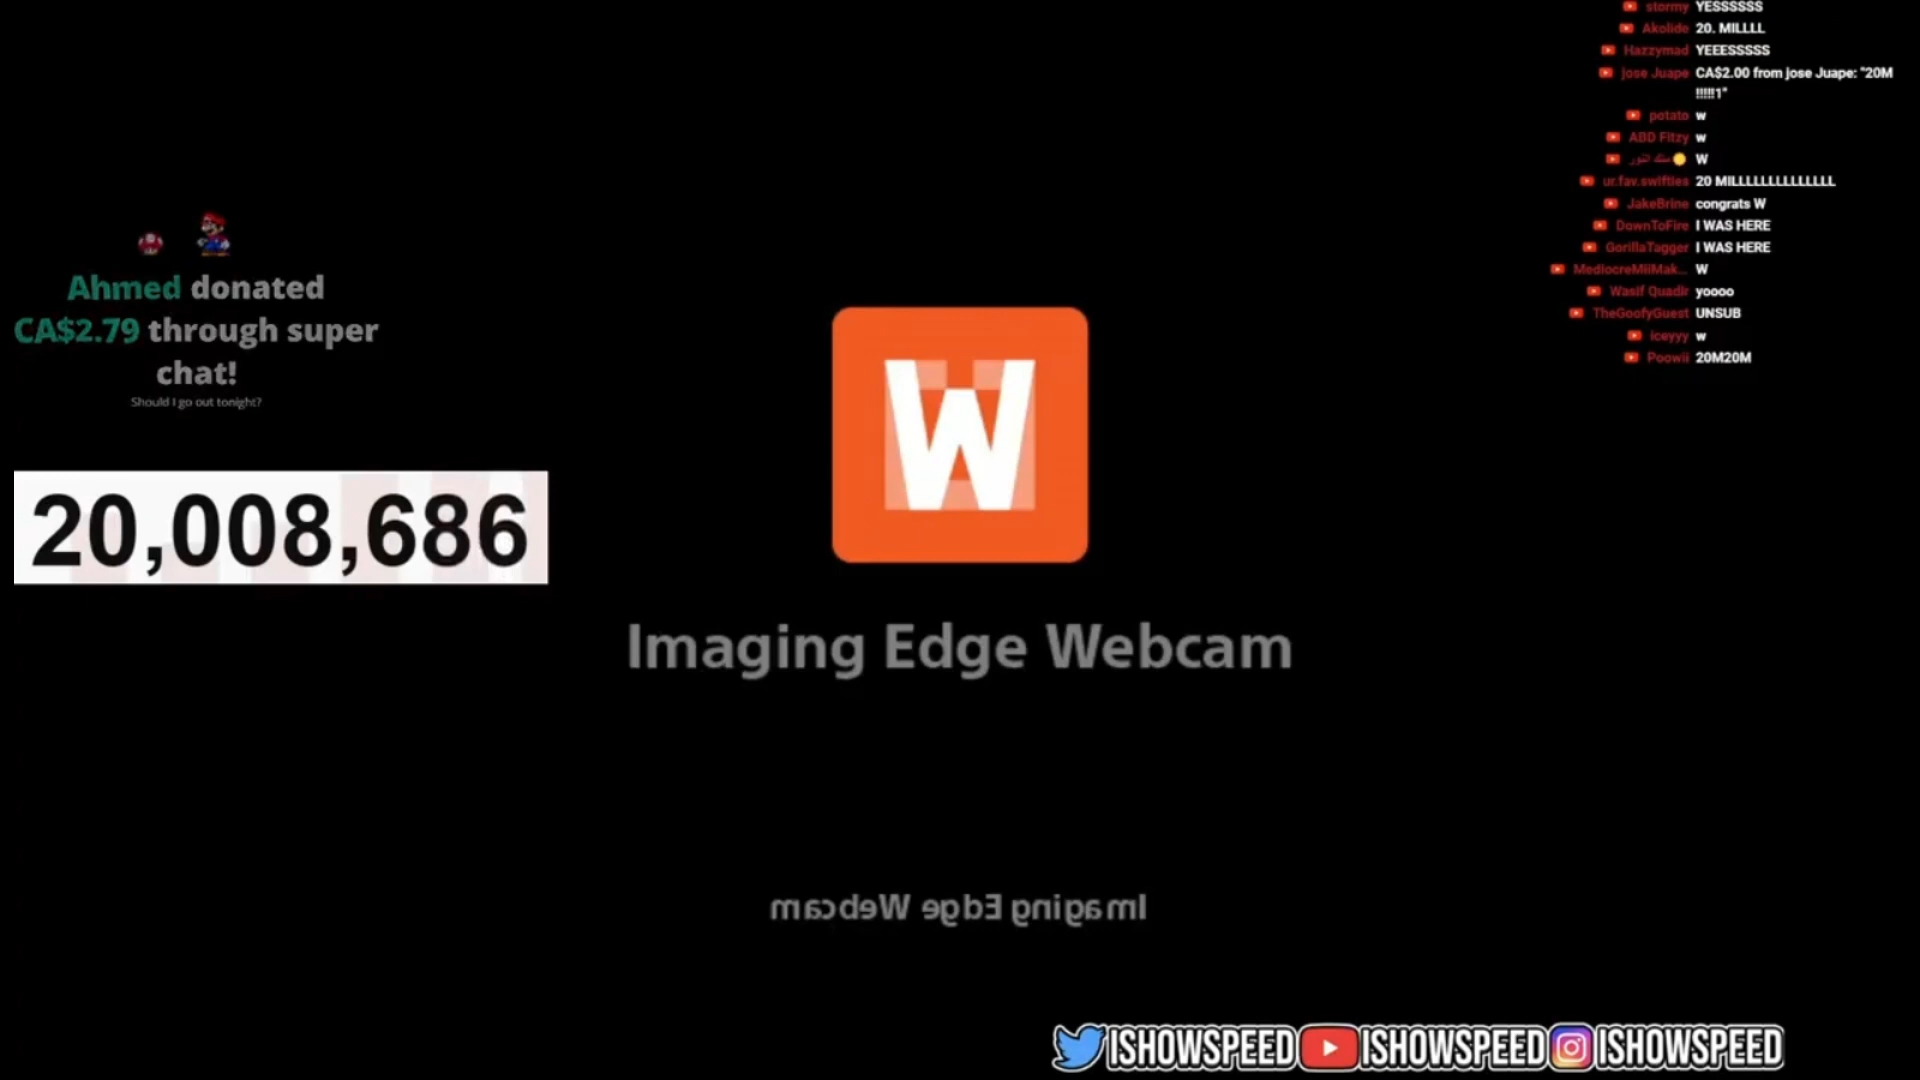 stormy YESSSSSS
Akolide 20. MILLLL
Hazzymad YEEESSSSS
jose Juape CA$2.00 from jose Juape: "20M
!!!!!1"
potato w
ABD Fitzy w
W
ur.fav.swifties 20 MILLLLLLLLLLLLLL
JakeBrine congrats W
DownToFire I WAS HERE
GorillaTagger I WAS HERE
MediocreMiiMak... W
Wasif Quadir yoooo
TheGoofyGuest UNSUB
iceyyy w
Poowii 20M20M
Ahmed donated
CA$2.79 through super
chat!
Should I go out tonight?
20,008,686
W
Imaging Edge Webcam
Imaging Edge Webcam
ISHOWSPEED ISHOWSPEED ISHOWSPEED